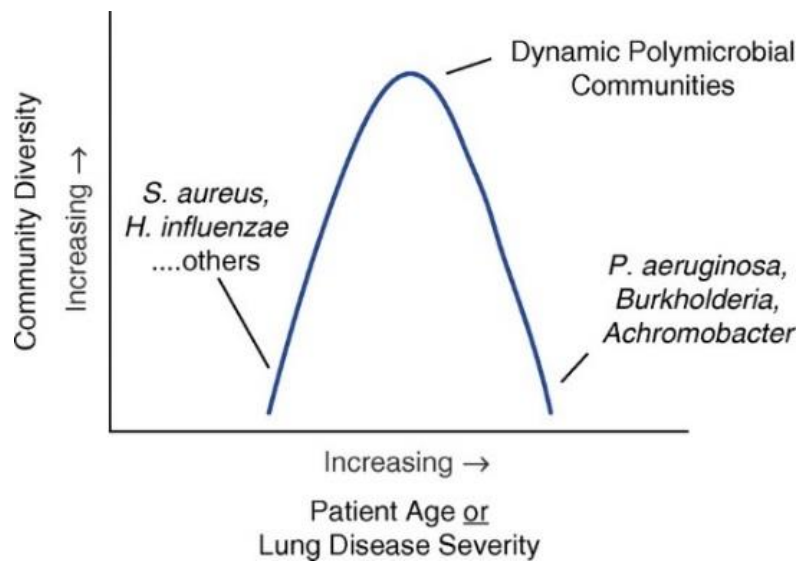 Dynamic Polymicrobial
Communities
Community Diversity
Increasing →
S. aureus,
H. influenzae
....others
P. aeruginosa,
Burkholderia,
Achromobacter
Increasing →
Patient Age or
Lung Disease Severity